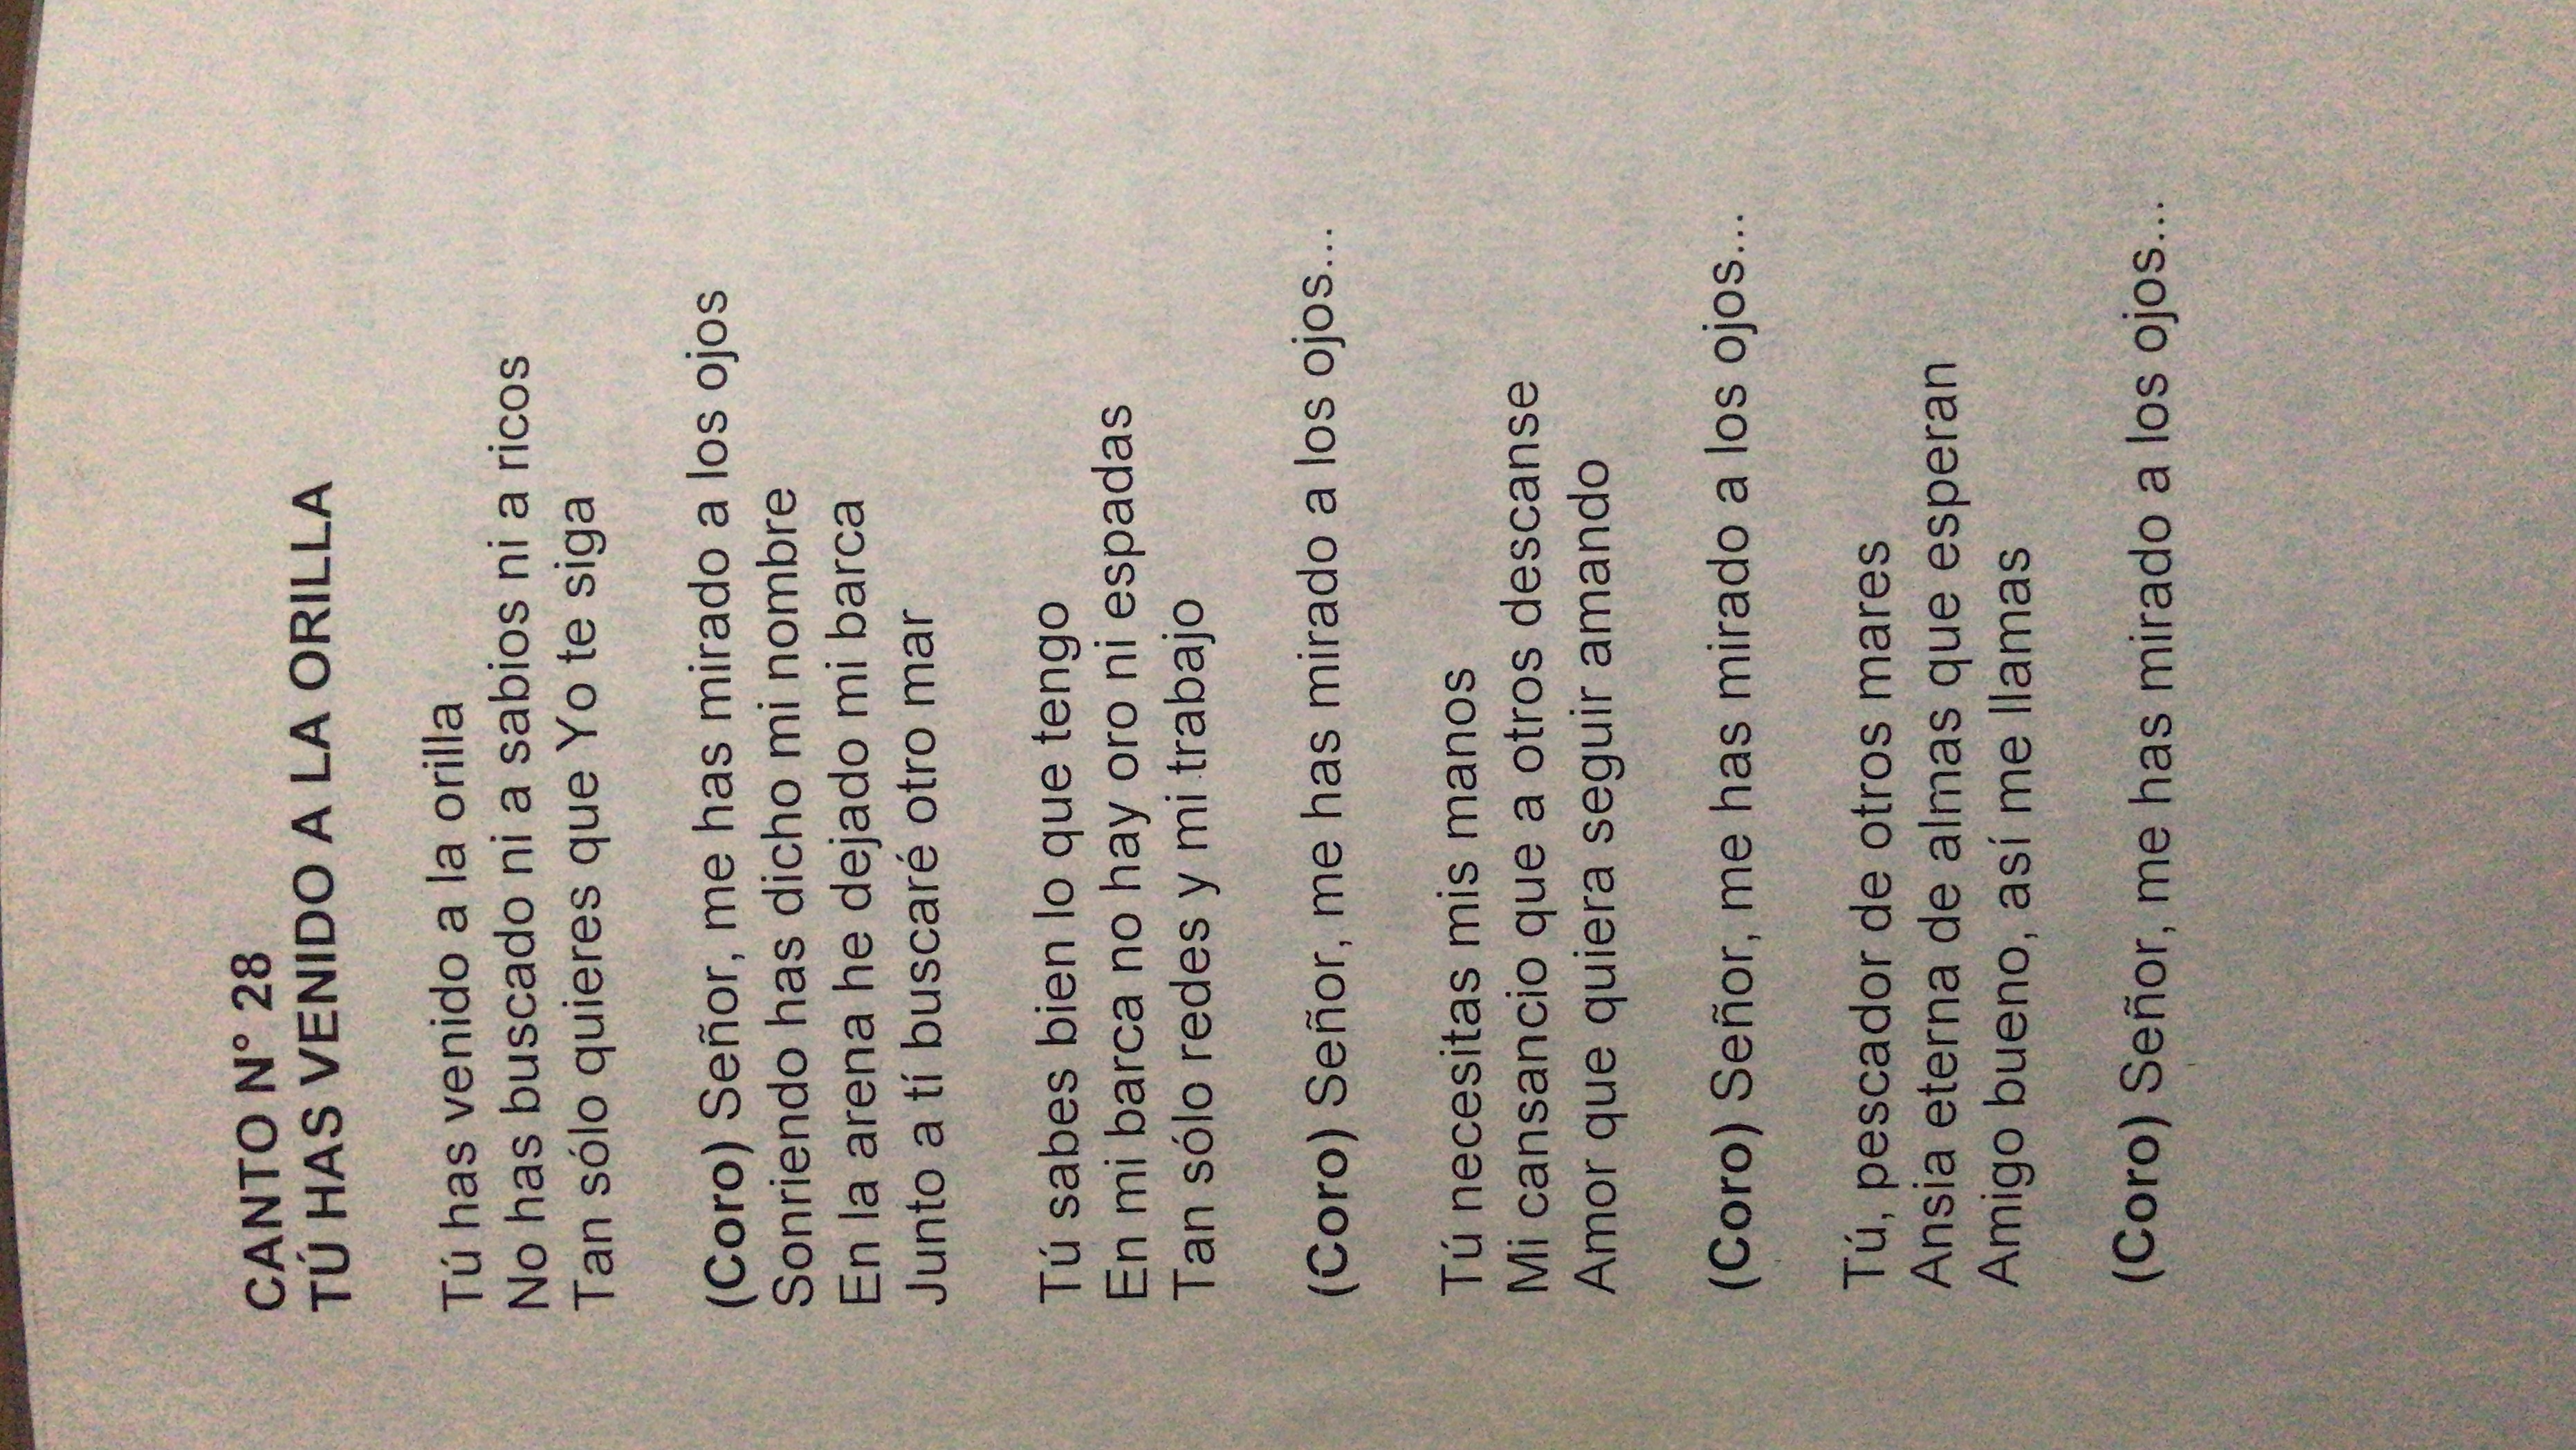 CANTO N° 28
TÚ HAS VENIDO A LA ORILLA
Tú has venido a la orilla
No has buscado ni a sabios ni a ricos
Tan sólo quieres que Yo te siga
(Coro) Señor, me has mirado a los ojos
Sonriendo has dicho mi nombre
En la arena he dejado mi barca
Junto a tí buscaré otro mar
Tú sabes bien lo que tengo
En mi barca no hay oro ni espadas
Tan sólo redes y mi trabajo
(Coro) Señor, me has mirado a los ojos...
Tú necesitas mis manos
Mi cansancio que a otros descanse
Amor que quiera seguir amando
(Coro) Señor, me has mirado a los ojos...
Tú, pescador de otros mares
Ansia eterna de almas que esperan
Amigo bueno, así me llamas
(Coro) Señor, me has mirado a los ojos...